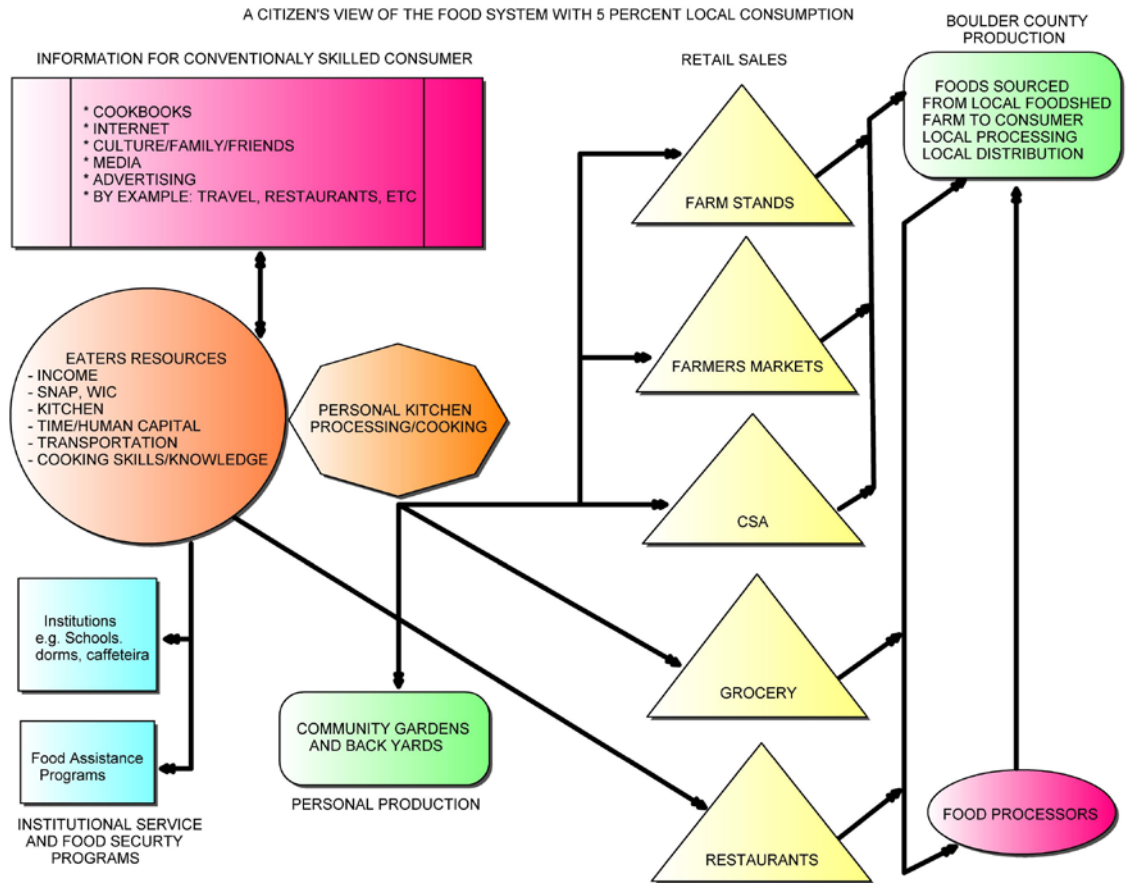 A CITIZEN'S VIEW OF THE FOOD SYSTEM WITH 5 PERCENT LOCAL CONSUMPTION
INFORMATION FOR CONVENTIONALY SKILLED CONSUMER
* COOKBOOKS
* INTERNET
* CULTURE/FAMILY/FRIENDS
* MEDIA
* ADVERTISING
* BY EXAMPLE: TRAVEL, RESTAURANTS, ETC
EATERS RESOURCES
- INCOME
- SNAP, WIC
- KITCHEN
- TIME/HUMAN CAPITAL
- TRANSPORTATION
- COOKING SKILLS/KNOWLEDGE
PERSONAL KITCHEN
PROCESSING/COOKING
Institutions
e.g. Schools.
dorms, caffeteira
Food Assistance
Programs
INSTITUTIONAL SERVICE
AND FOOD SECURTY
PROGRAMS
COMMUNITY GARDENS
AND BACK YARDS
PERSONAL PRODUCTION
RETAIL SALES
FARM STANDS
FARMERS MARKETS
CSA
GROCERY
RESTAURANTS
BOULDER COUNTY
PRODUCTION
FOODS SOURCED
FROM LOCAL FOODSHED
FARM TO CONSUMER
LOCAL PROCESSING
LOCAL DISTRIBUTION
FOOD PROCESSORS